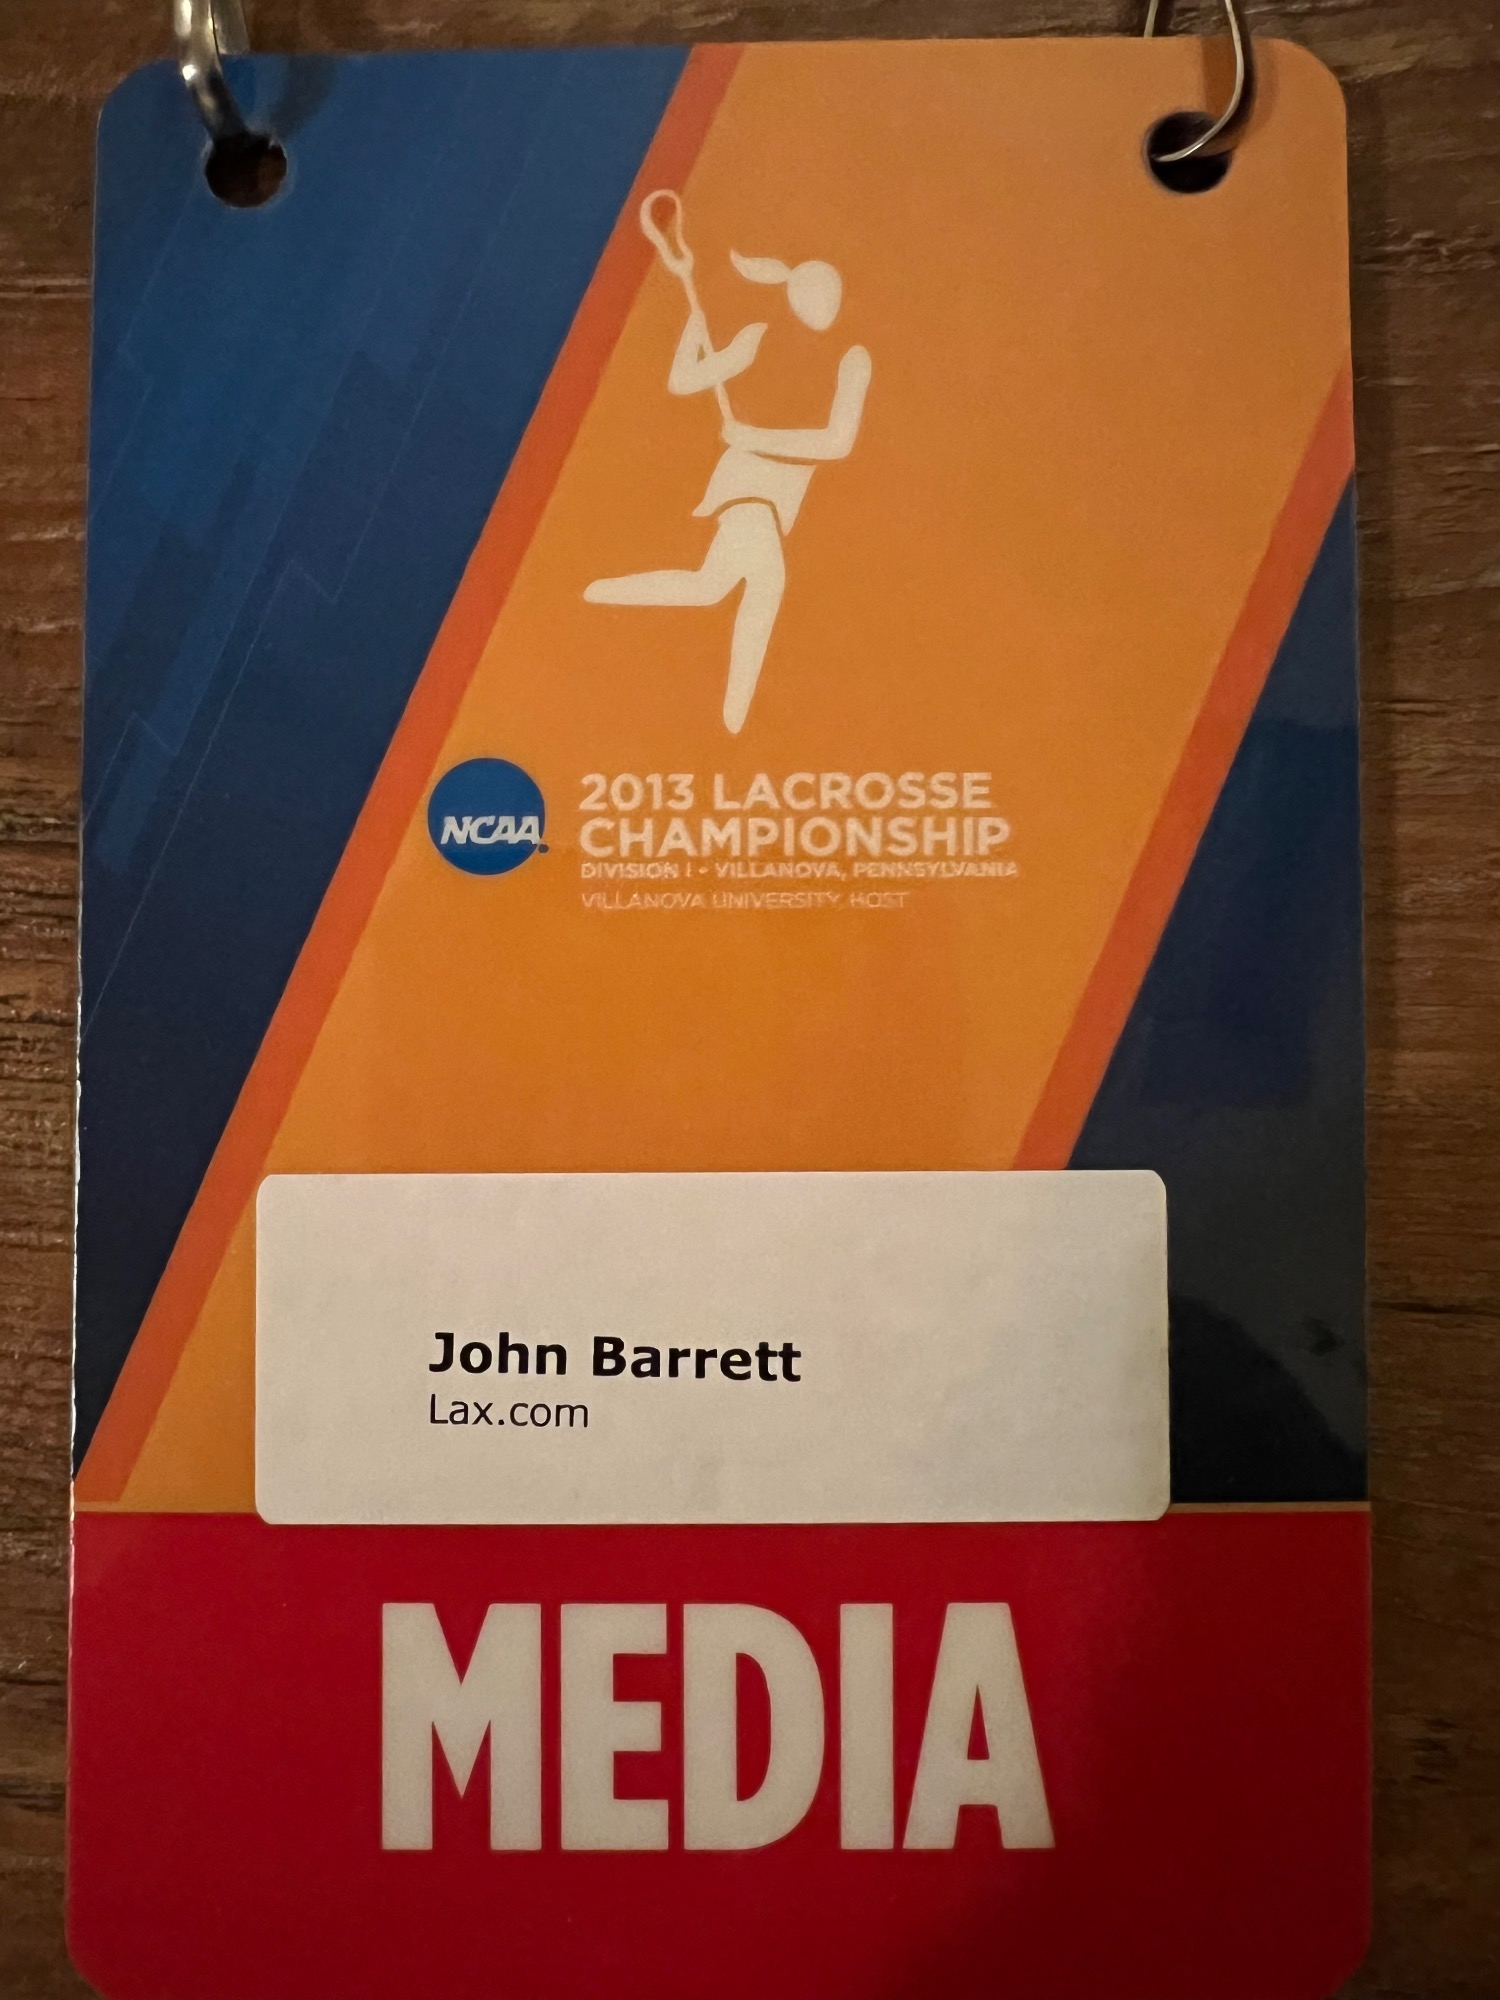 NCAA
2013 LACROSSE
CHAMPIONSHIP
DIVISION I - VILLANOVA, PENNSYLVANIA
VILLANOVA UNIVERSITY, HOST
John Barrett
Lax.com
MEDIA